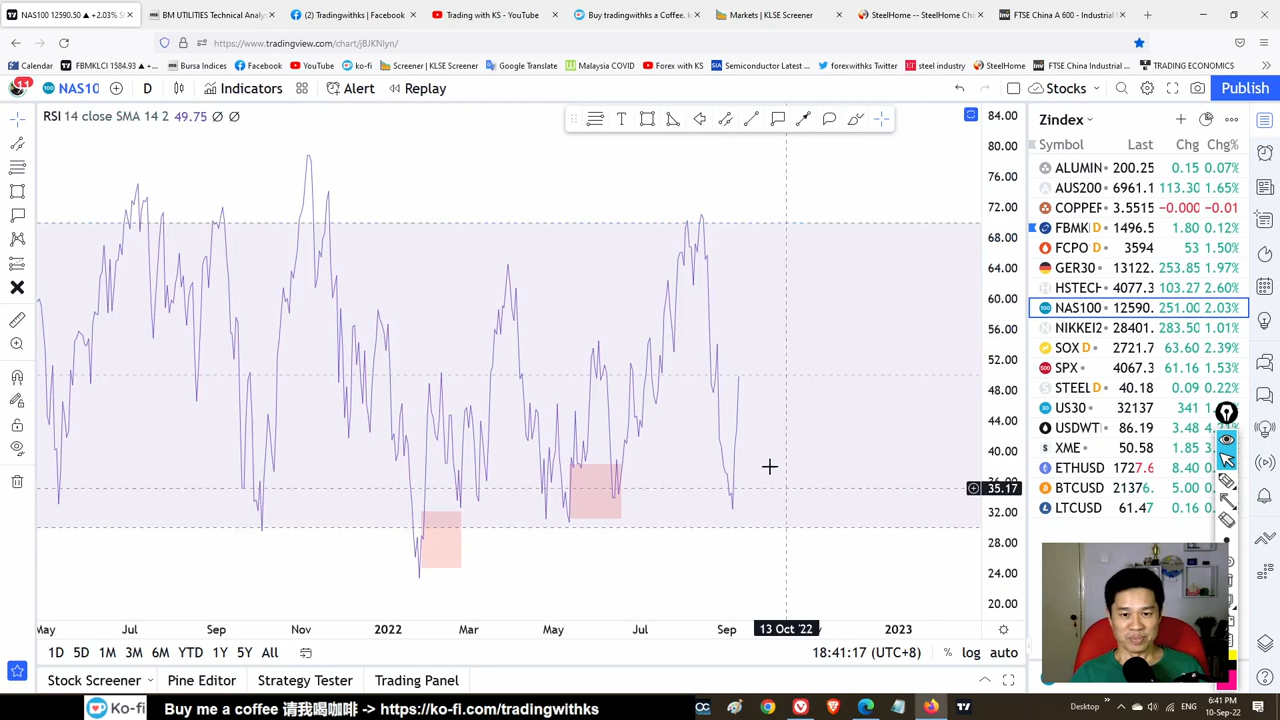 NAS100 12590.50 ▲ +2.03% S
BM UTILITIES Technical Analys
(2) Tradingwithks | Facebook
Trading with KS - YouTube
Buy tradingwithks a Coffee.
Markets | KLSE Screener
SteelHome -- SteelHome Ch
FTSE China A 600 - Industrial
https://www.tradingview.com/chart/jBJKNlyn/
Calendar
FBMKLCI 1584.93 ▲ +...
Bursa Indices
Facebook
YouTube
ko-fi
Screener | KLSE Scre...
Google Translate
Malaysia COVID
Forex with KS
Semiconductor Latest ...
forexwithks Twitter
steel industry
SteelHome
FTSE China Industrial ...
TRADING ECONOMICS
11
NAS10
D
Indicators
Alert
Replay
Stocks
Publish
RSI 14 close SMA 14 2 49.75
84.00
80.00
76.00
72.00
68.00
64.00
60.00
56.00
52.00
48.00
44.00
40.00
35.17
32.00
28.00
24.00
20.00
Zindex
Symbol Last Chg Chg%
ALUMIN 200.25 0.15 0.07%
AUS200 6961.1 113.30 1.65%
COPPER 3.5515 −0.000 −0.01
FBMK D 1496.5 1.80 0.12%
FCPO D 3594 53 1.50%
GER30 13122. 253.85 1.97%
HSTECH 4077.3 103.27 2.60%
NAS100 12590. 251.00 2.03%
NIKKEI2 28401. 283.50 1.01%
SOX D 2721.7 63.60 2.39%
SPX 4067.3 61.16 1.53%
STEEL D 40.18 0.09 0.22%
US30 32137 341
USDWT 86.19 3.48
XME 50.58 1.85
ETHUSD 1727.6 8.40
BTCUSD 21376. 5.00
LTCUSD 61.47 0.16
May Jul Sep Nov 2022 Mar May Jul Sep 13 Oct '22 2023
1D 5D 1M 3M 6M YTD 1Y 5Y All
18:41:17 (UTC+8) % log auto
Stock Screener Pine Editor Strategy Tester Trading Panel
Ko-fi Buy me a coffee 请我喝咖啡 -> https://ko-fi.com/tradingwithks
Desktop
ENG
6:41 PM
10-Sep-22